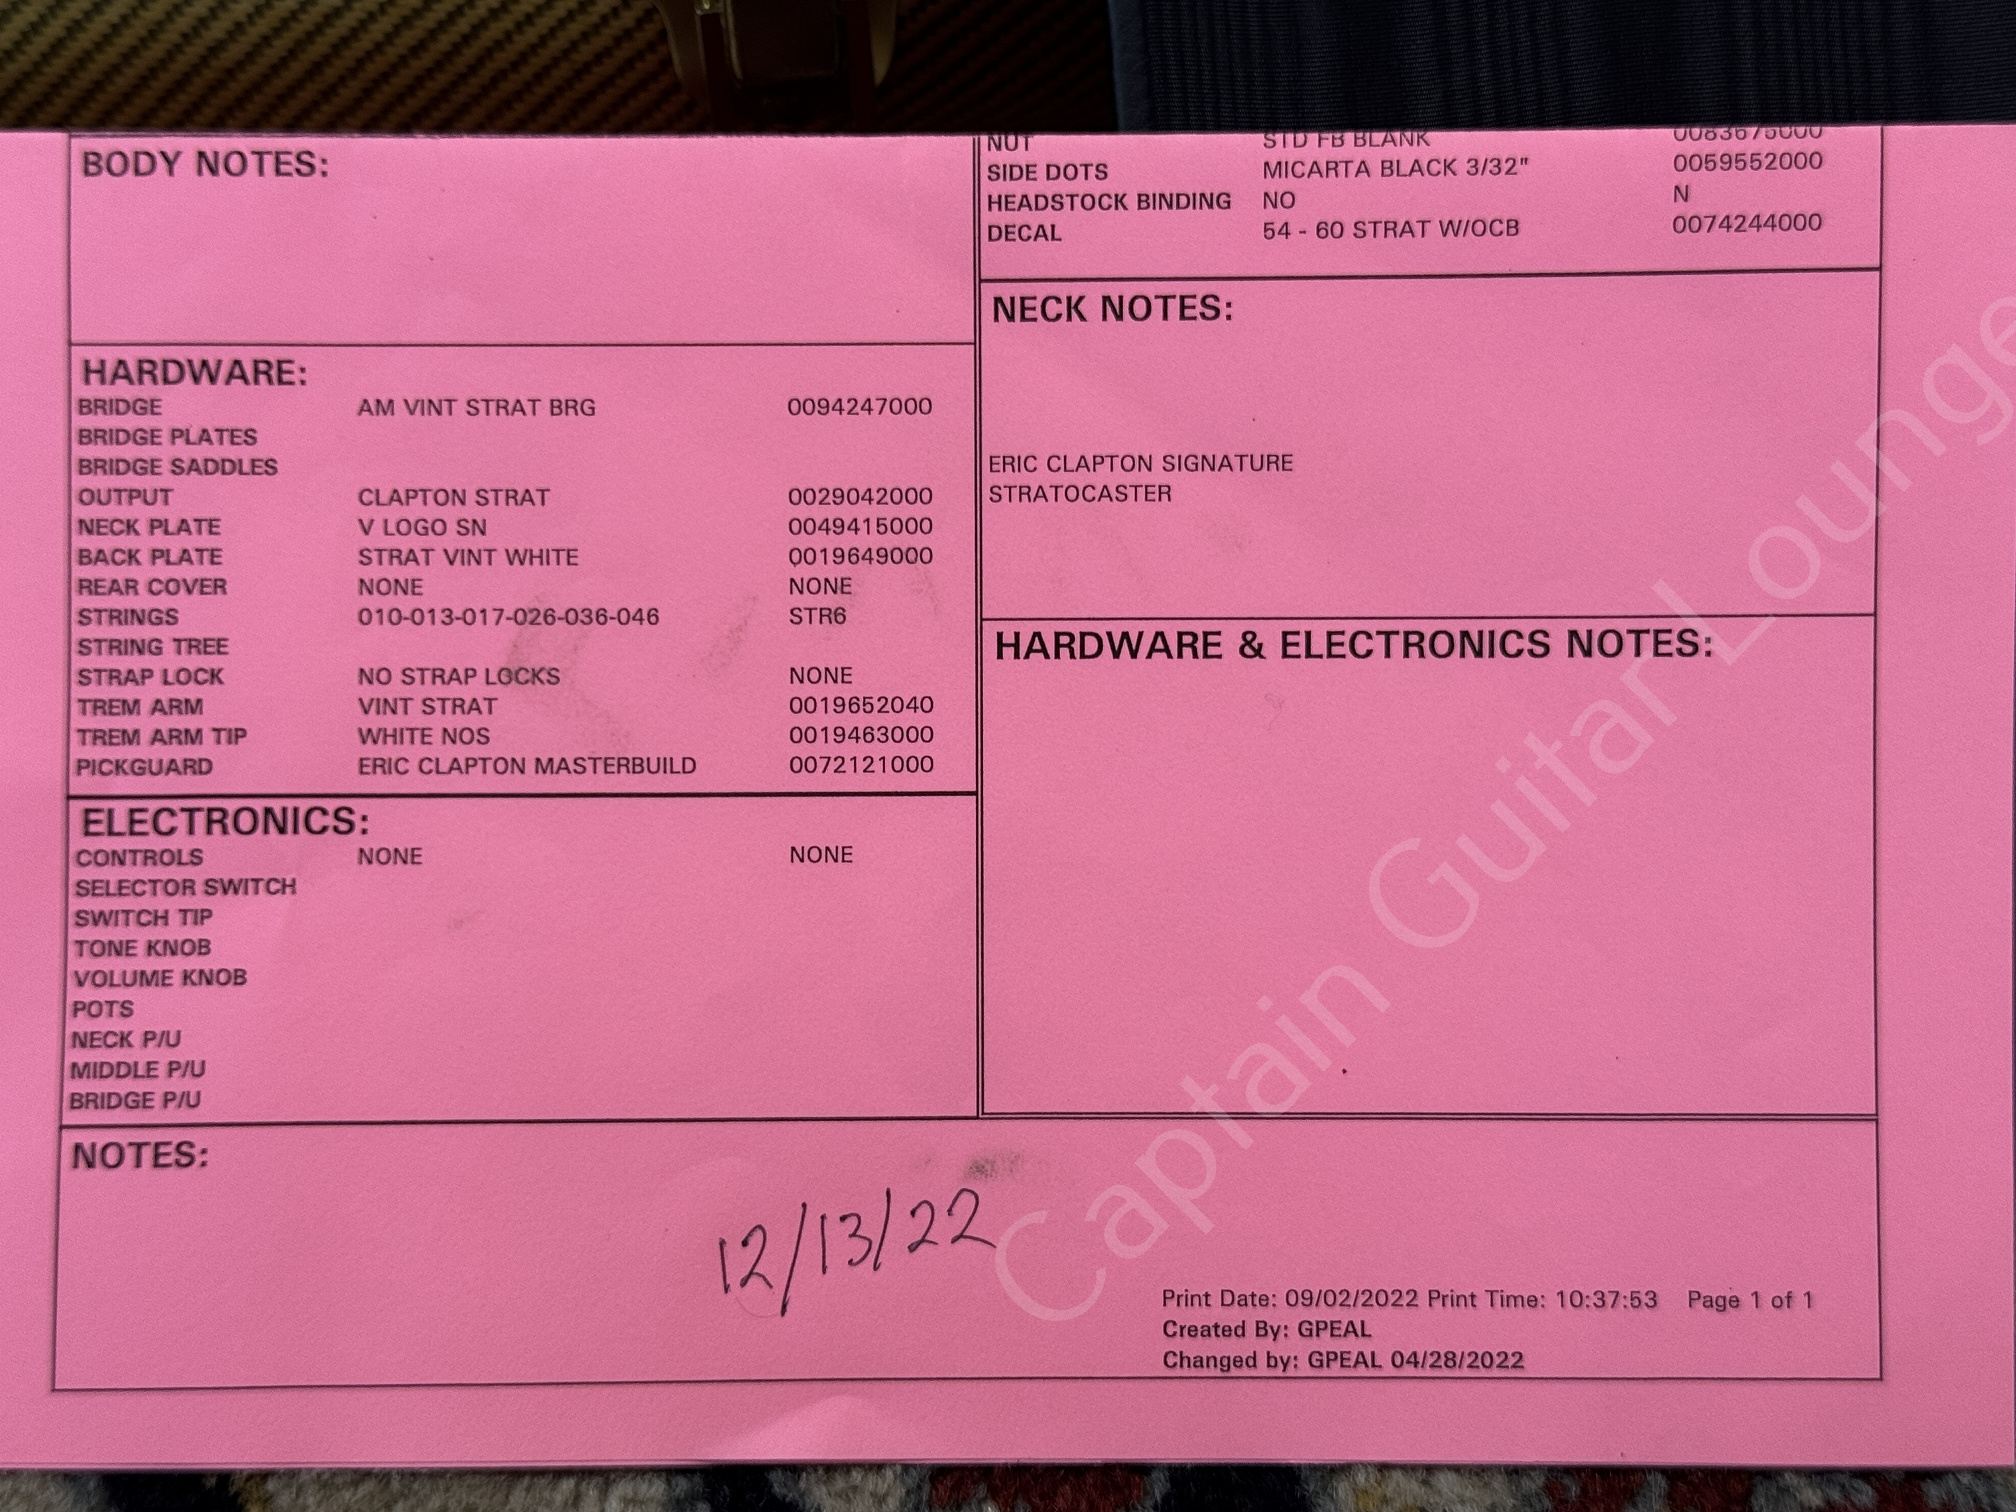 BODY NOTES:
HARDWARE:
BRIDGE AM VINT STRAT BRG 0094247000
BRIDGE PLATES
BRIDGE SADDLES
OUTPUT CLAPTON STRAT 0029042000
NECK PLATE V LOGO SN 0049415000
BACK PLATE STRAT VINT WHITE 0019649000
REAR COVER NONE NONE
STRINGS 010-013-017-026-036-046 STR6
STRING TREE
STRAP LOCK NO STRAP LOCKS NONE
TREM ARM VINT STRAT 0019652040
TREM ARM TIP WHITE NOS 0019463000
PICKGUARD ERIC CLAPTON MASTERBUILD 0072121000
ELECTRONICS:
CONTROLS NONE NONE
SELECTOR SWITCH
SWITCH TIP
TONE KNOB
VOLUME KNOB
POTS
NECK P/U
MIDDLE P/U
BRIDGE P/U
NUT STD FB BLANK 0083675000
SIDE DOTS MICARTA BLACK 3/32" 0059552000
HEADSTOCK BINDING NO N
DECAL 54 - 60 STRAT W/OCB 0074244000
NECK NOTES:
ERIC CLAPTON SIGNATURE
STRATOCASTER
HARDWARE & ELECTRONICS NOTES:
NOTES:
12/13/22
Print Date: 09/02/2022 Print Time: 10:37:53 Page 1 of 1
Created By: GPEAL
Changed by: GPEAL 04/28/2022
Captain Guitar Lounge